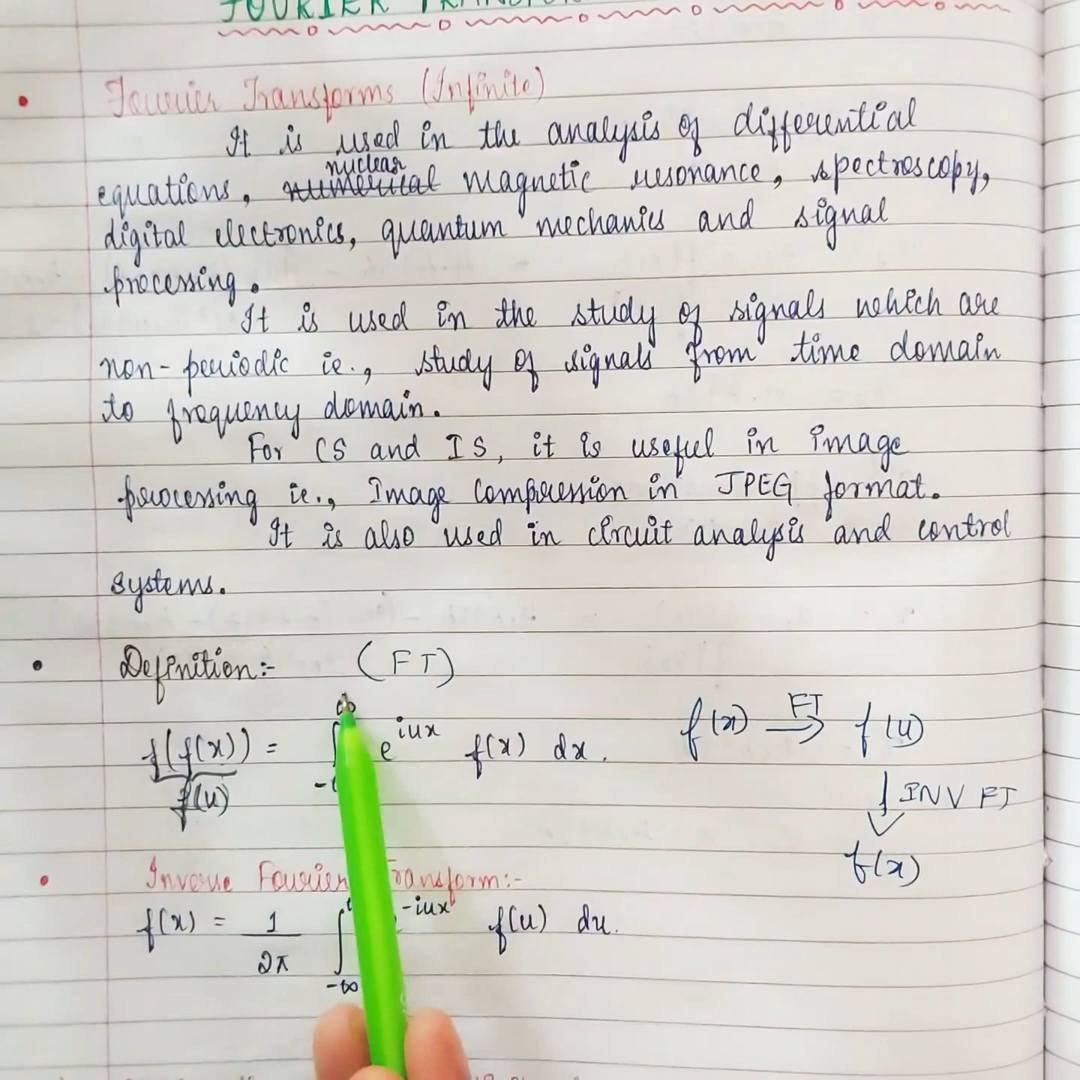 FOURIER
Fourier Transforms (Infinite)
It is used in the analysis of differential
nuclear
equations, numerical magnetic resonance, spectroscopy,
digital electronics, quantum mechanics and signal
processing.
It is used in the study of signals which are
non-periodic ie., study of signals from time domain
to frequency domain.
For CS and IS, it is useful in image
processing ie., Image Compression in JPEG format.
It is also used in circuit analysis and control
systems.
Definition:- (FT)
f(f(x)) = ∫ ∞ e^iux f(x) dx.
f(u)
f(x) FT ⇒ f(u)
↓ INV FT
f(x)
Inverse Fourier Transform:-
f(x) = 1/2π ∫ -∞ -iux f(u) du.